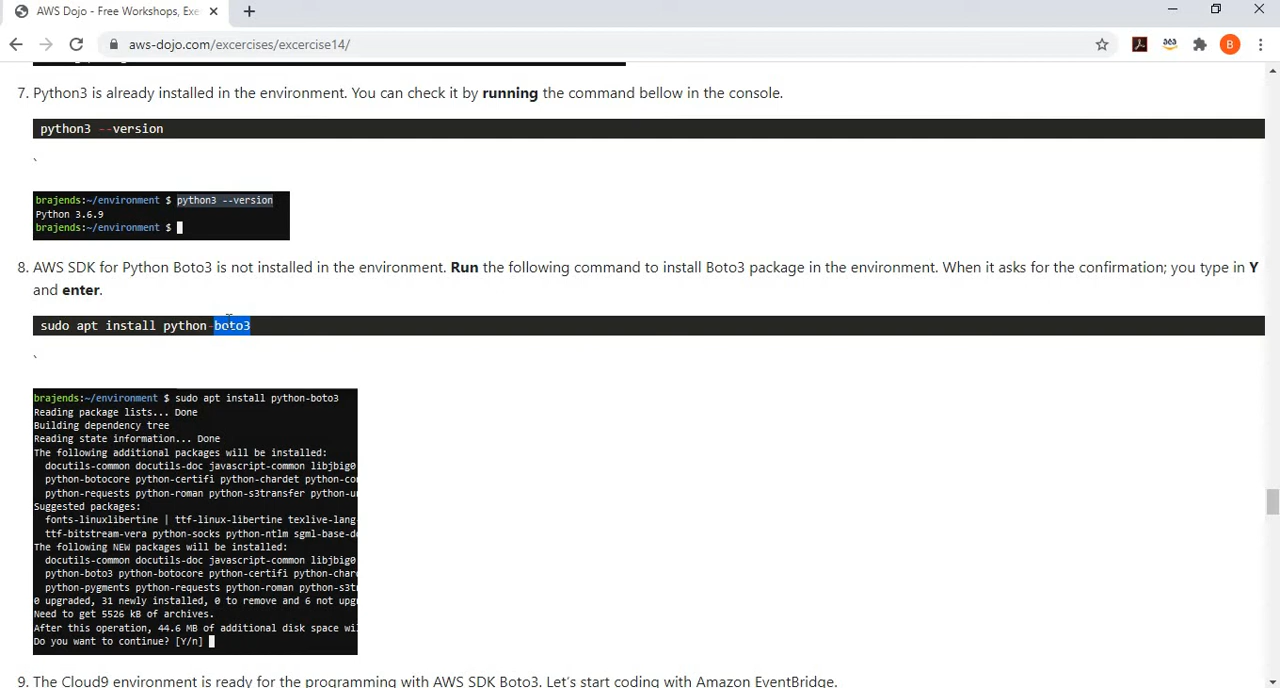 AWS Dojo - Free Workshops, Exe
aws-dojo.com/excercises/excercise14/
B
7. Python3 is already installed in the environment. You can check it by running the command bellow in the console.
python3 --version
`
brajends:~/environment $ python3 --version
Python 3.6.9
brajends:~/environment $
8. AWS SDK for Python Boto3 is not installed in the environment. Run the following command to install Boto3 package in the environment. When it asks for the confirmation; you type in Y
and enter.
sudo apt install python-boto3
`
brajends:~/environment $ sudo apt install python-boto3
Reading package lists... Done
Building dependency tree
Reading state information... Done
The following additional packages will be installed:
docutils-common docutils-doc javascript-common libjbig0
python-botocore python-certifi python-chardet python-co
python-requests python-roman python-s3transfer python-u
Suggested packages:
fonts-linuxlibertine | ttf-linux-libertine texlive-lang
ttf-bitstream-vera python-socks python-ntlm sgml-base-d
The following NEW packages will be installed:
docutils-common docutils-doc javascript-common libjbig0
python-boto3 python-botocore python-certifi python-char
python-pygments python-requests python-roman python-s3t
0 upgraded, 31 newly installed, 0 to remove and 6 not upg
Need to get 5526 kB of archives.
After this operation, 44.6 MB of additional disk space wi
Do you want to continue? [Y/n]
9. The Cloud9 environment is ready for the programming with AWS SDK Boto3. Let's start coding with Amazon EventBridge.